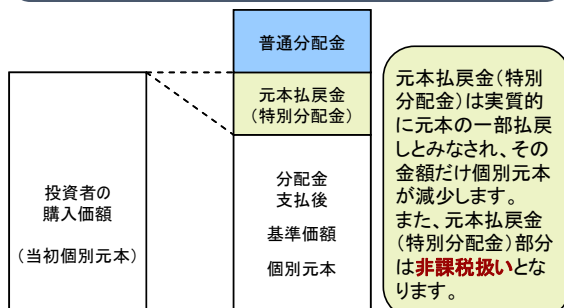 普通分配金
元本払戻金
(特別分配金)
投資者の
購入価額
(当初個別元本)
分配金
支払後
基準価額
個別元本
元本払戻金(特別
分配金)は実質的
に元本の一部払戻
しとみなされ、その
金額だけ個別元本
が減少します。
また、元本払戻金
(特別分配金)部分
は非課税扱いとな
ります。